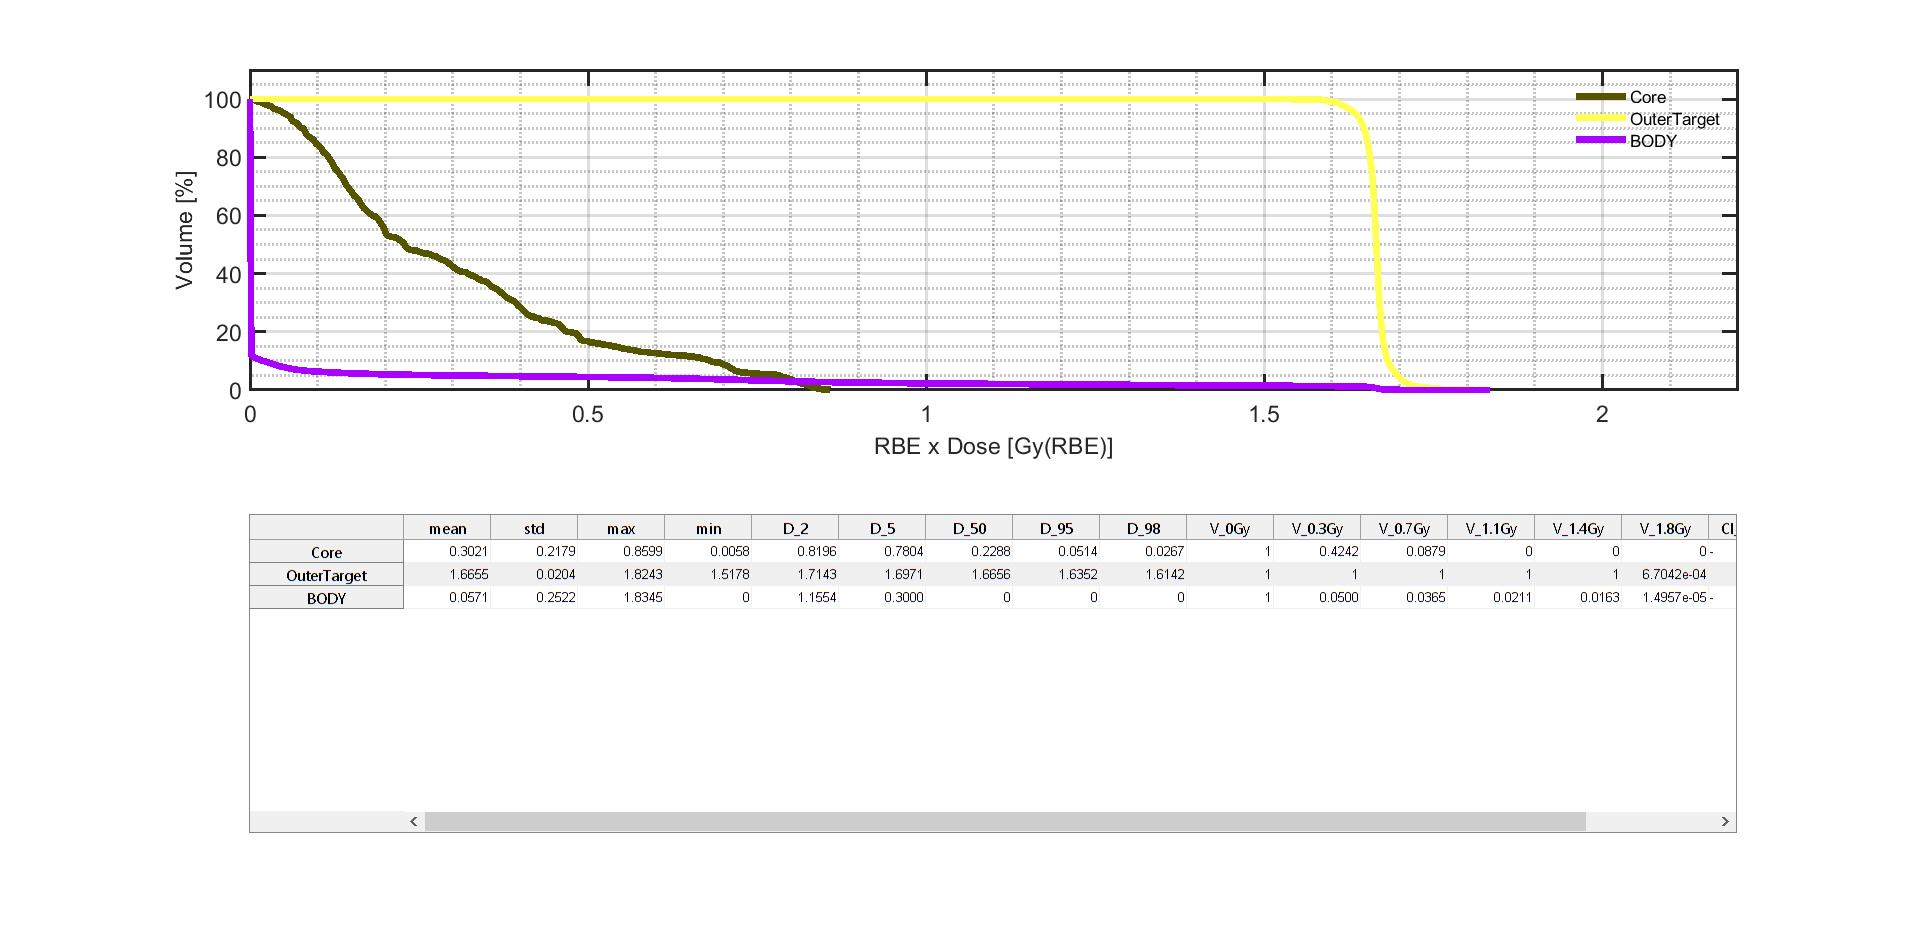 100
80
60
40
20
0
Volume [%]
Core
OuterTarget
BODY
0 0.5 1 1.5 2
RBE x Dose [Gy(RBE)]
mean std max min D_2 D_5 D_50 D_95 D_98 V_0Gy V_0.3Gy V_0.7Gy V_1.1Gy V_1.4Gy V_1.8Gy CI_
Core 0.3021 0.2179 0.8599 0.0058 0.8196 0.7804 0.2288 0.0514 0.0267 1 0.4242 0.0879 0 0 0 -
OuterTarget 1.6655 0.0204 1.8243 1.5178 1.7143 1.6971 1.6656 1.6352 1.6142 1 1 1 1 1 6.7042e-04
BODY 0.0571 0.2522 1.8345 0 1.1554 0.3000 0 0 0 1 0.0500 0.0365 0.0211 0.0163 1.4957e-05 -